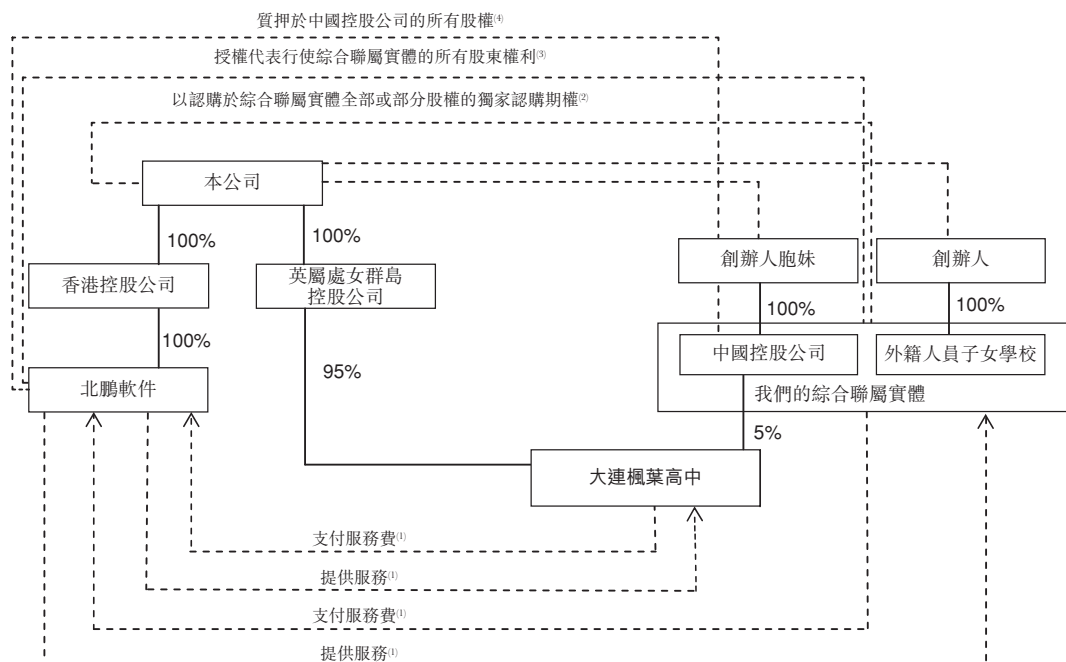 質押於中國控股公司的所有股權(4)
授權代表行使綜合聯屬實體的所有股東權利(3)
以認購於綜合聯屬實體全部或部分股權的獨家認購期權(2)
本公司
100%
100%
香港控股公司
英屬處女群島
控股公司
創辦人胞妹
創辦人
100%
100%
100%
中國控股公司
外籍人員子女學校
北鵬軟件
95%
我們的綜合聯屬實體
5%
大連楓葉高中
支付服務費(1)
提供服務(1)
支付服務費(1)
提供服務(1)